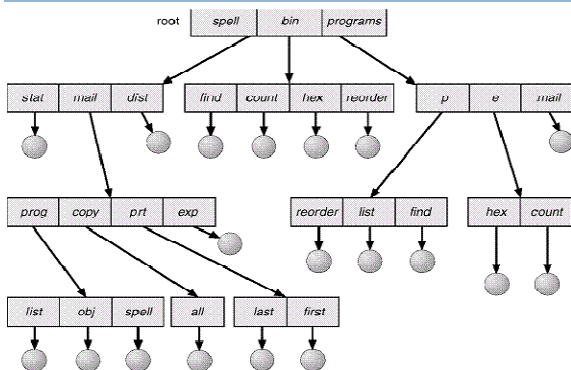 root spell bin programs
stat mail dist find count hex reorder p e mail
prog copy prt exp reorder list find hex count
list obj spell all last first